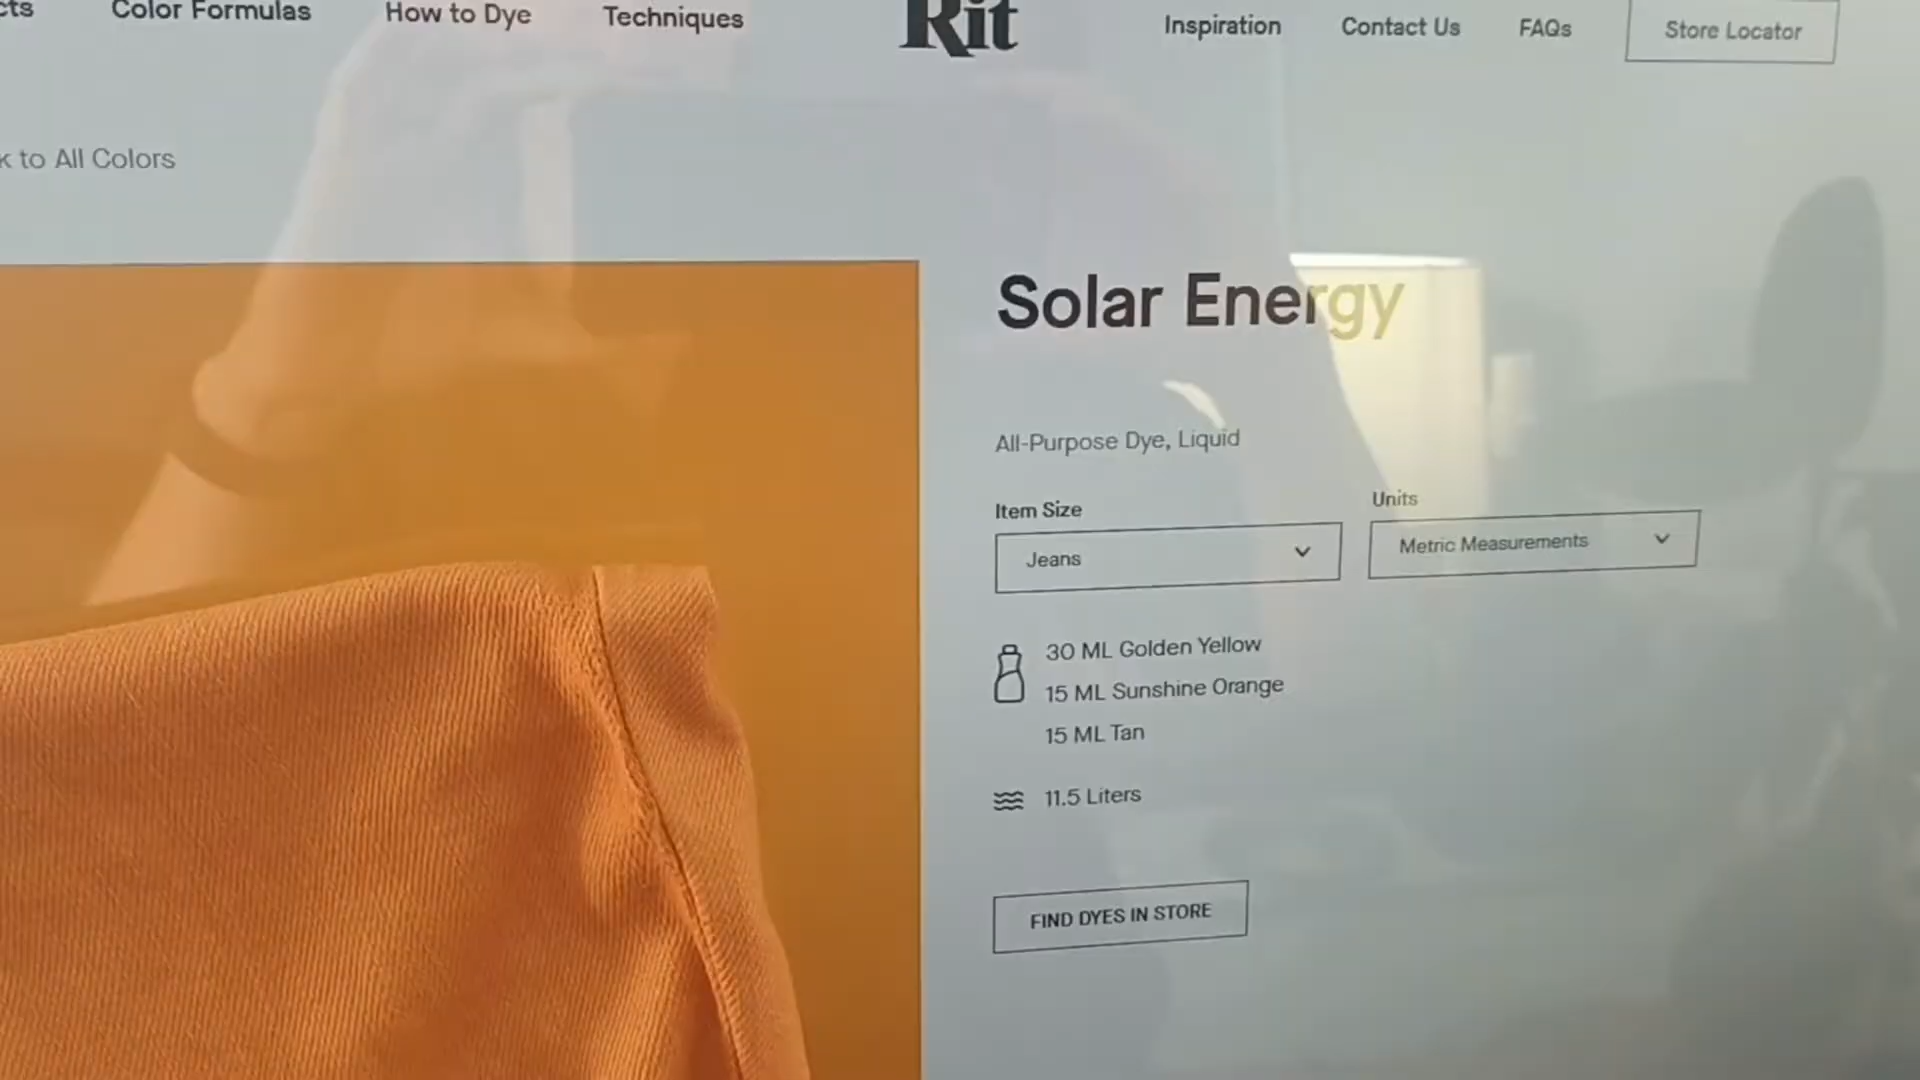 cts Color Formulas How to Dye Techniques Rit Inspiration Contact Us FAQs Store Locator
k to All Colors
Solar Energy
All-Purpose Dye, Liquid
Item Size Units
Jeans Metric Measurements
30 ML Golden Yellow
15 ML Sunshine Orange
15 ML Tan
11.5 Liters
FIND DYES IN STORE